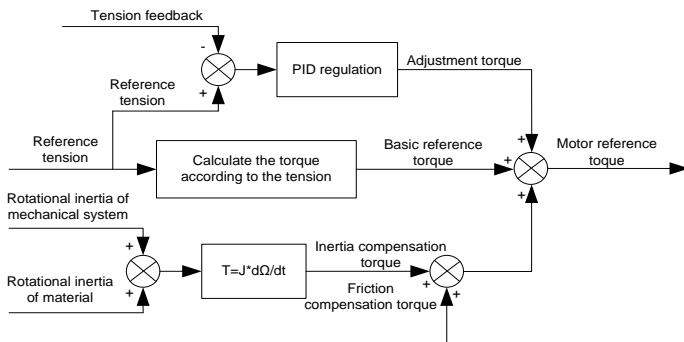 Tension feedback
-
+
PID regulation
Adjustment torque
Reference
tension
Reference
tension
Calculate the torque
according to the tension
Basic reference
torque
+
+
+
Motor reference
toque
Rotational inertia of
mechanical system
+
+
Rotational inertia
of material
T=J*dΩ/dt
Inertia compensation
torque
+
+
Friction
compensation torque